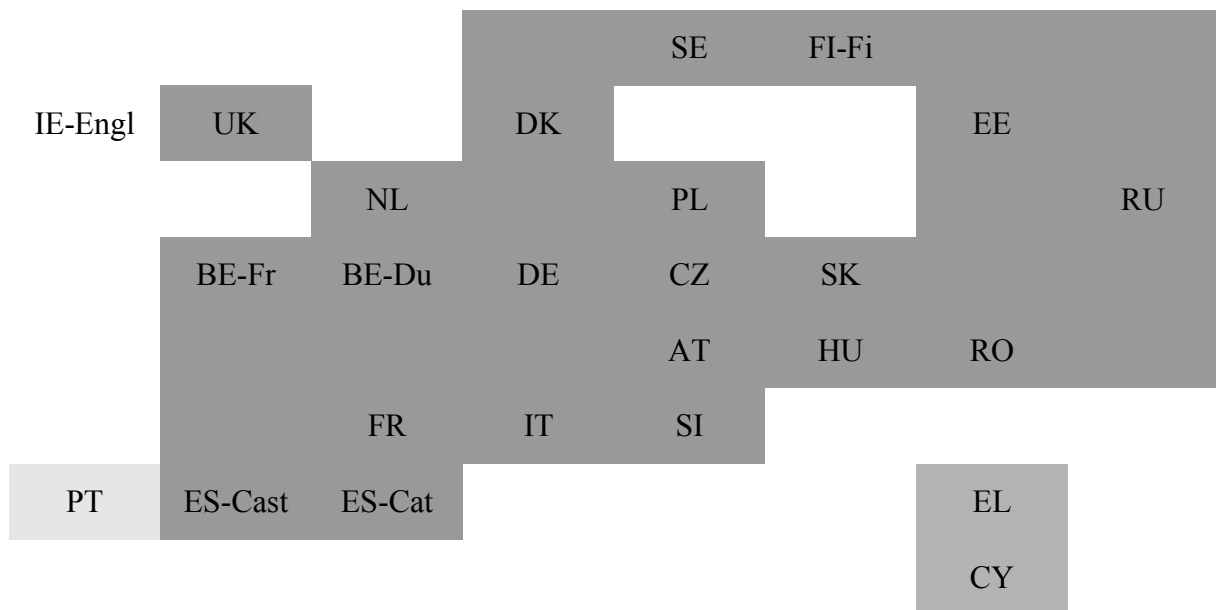 SE FI-Fi
IE-Engl UK DK EE
NL PL RU
BE-Fr BE-Du DE CZ SK
AT HU RO
FR IT SI
PT ES-Cast ES-Cat EL
CY